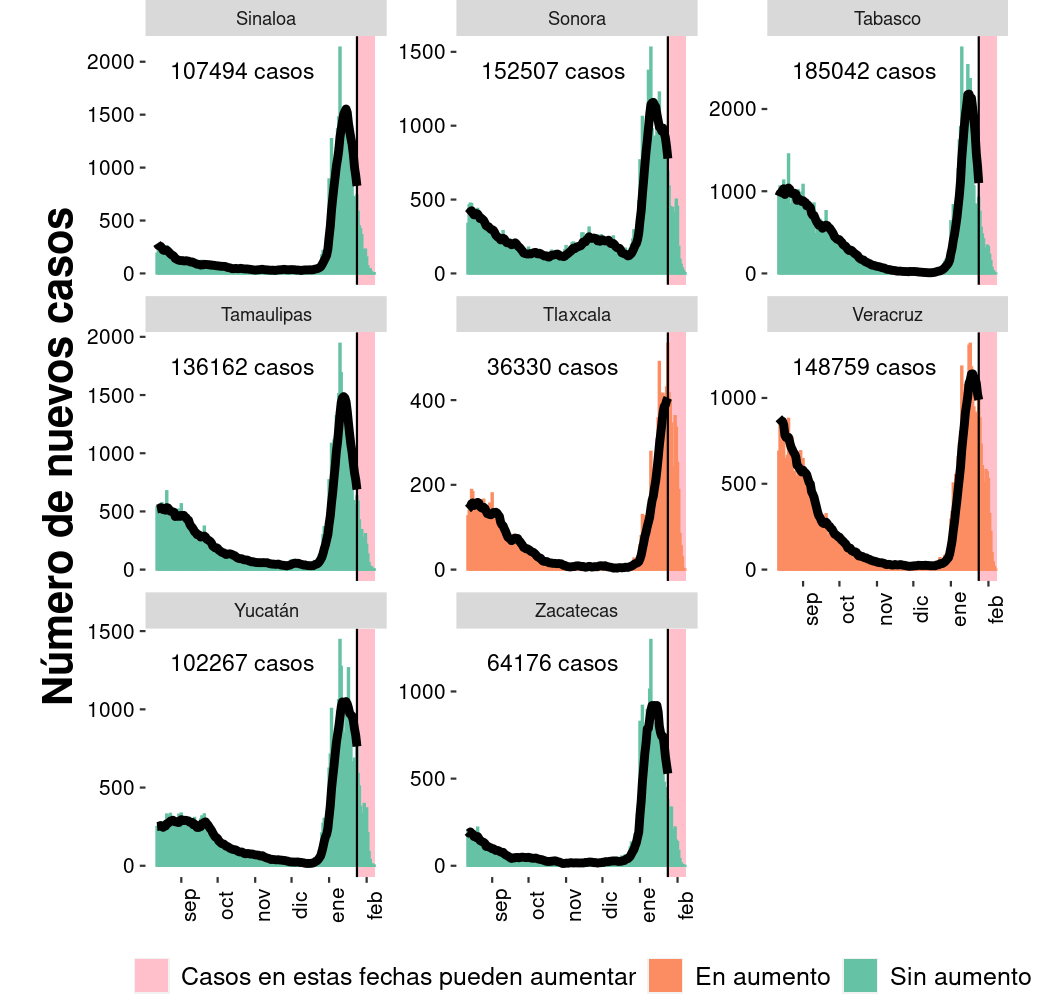 Número de nuevos casos
Sinaloa
2000
1500
1000
500
0
107494 casos
Sonora
1500
1000
500
0
152507 casos
Tabasco
2000
1000
0
185042 casos
Tamaulipas
2000
1500
1000
500
0
136162 casos
Tlaxcala
400
200
0
36330 casos
Veracruz
1000
500
0
148759 casos
sep oct nov dic ene feb
Yucatán
1500
1000
500
0
102267 casos
sep oct nov dic ene feb
Zacatecas
1000
500
0
64176 casos
sep oct nov dic ene feb
Casos en estas fechas pueden aumentar En aumento Sin aumento